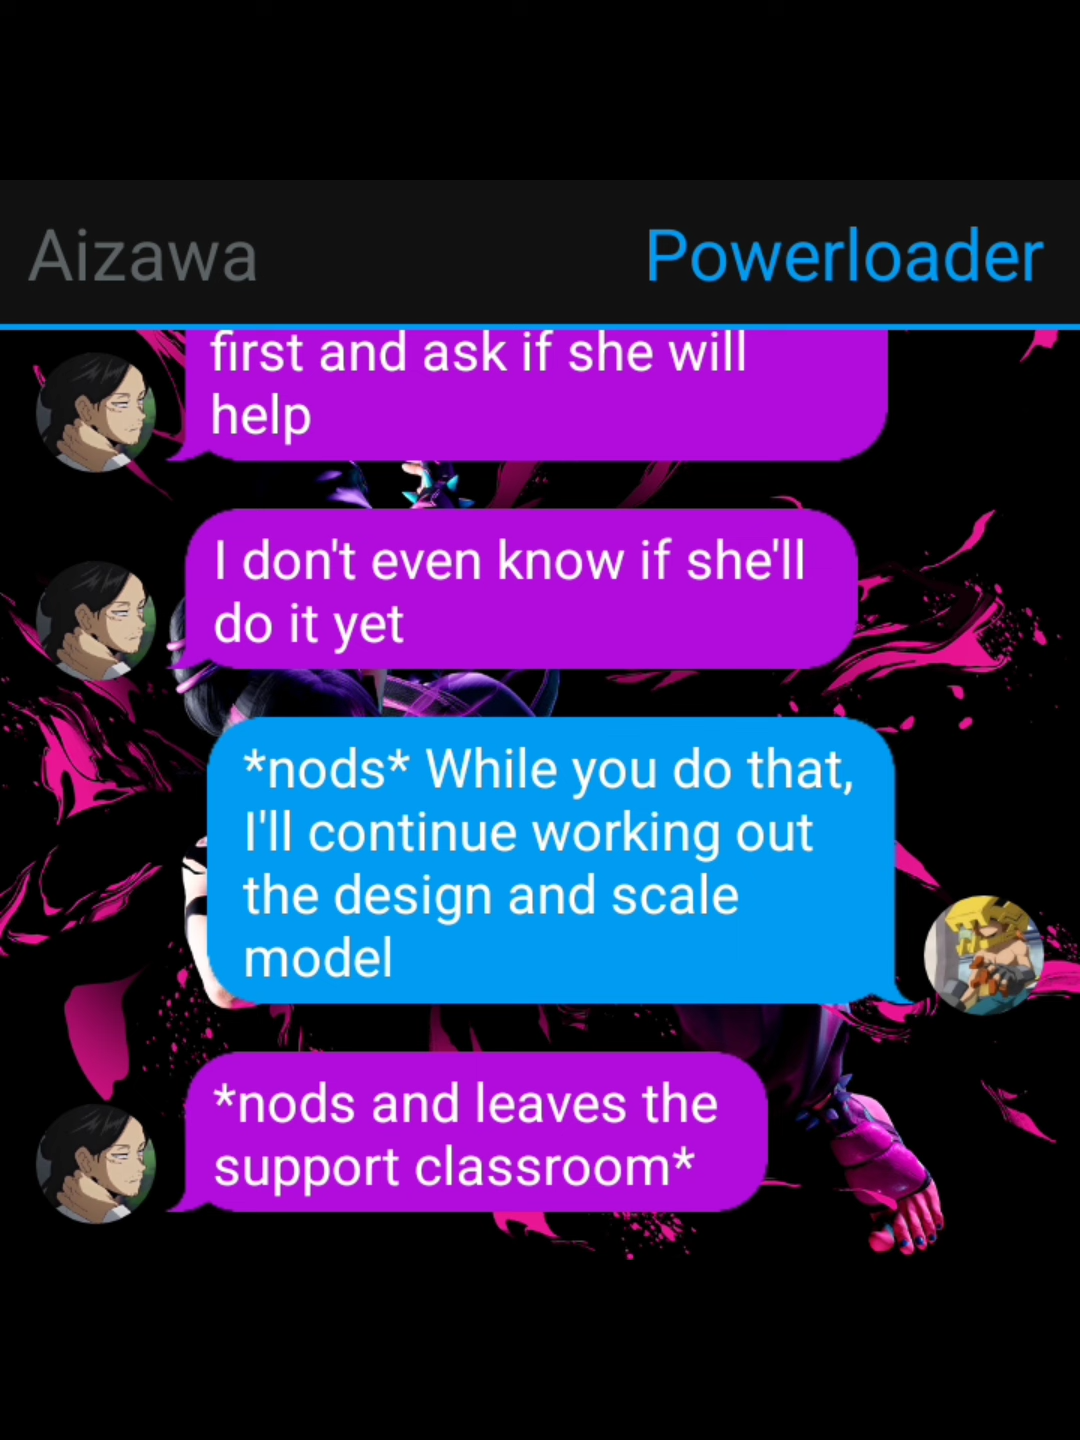 Aizawa Powerloader
first and ask if she will
help
I don't even know if she'll
do it yet
*nods* While you do that,
I'll continue working out
the design and scale
model
*nods and leaves the
support classroom*